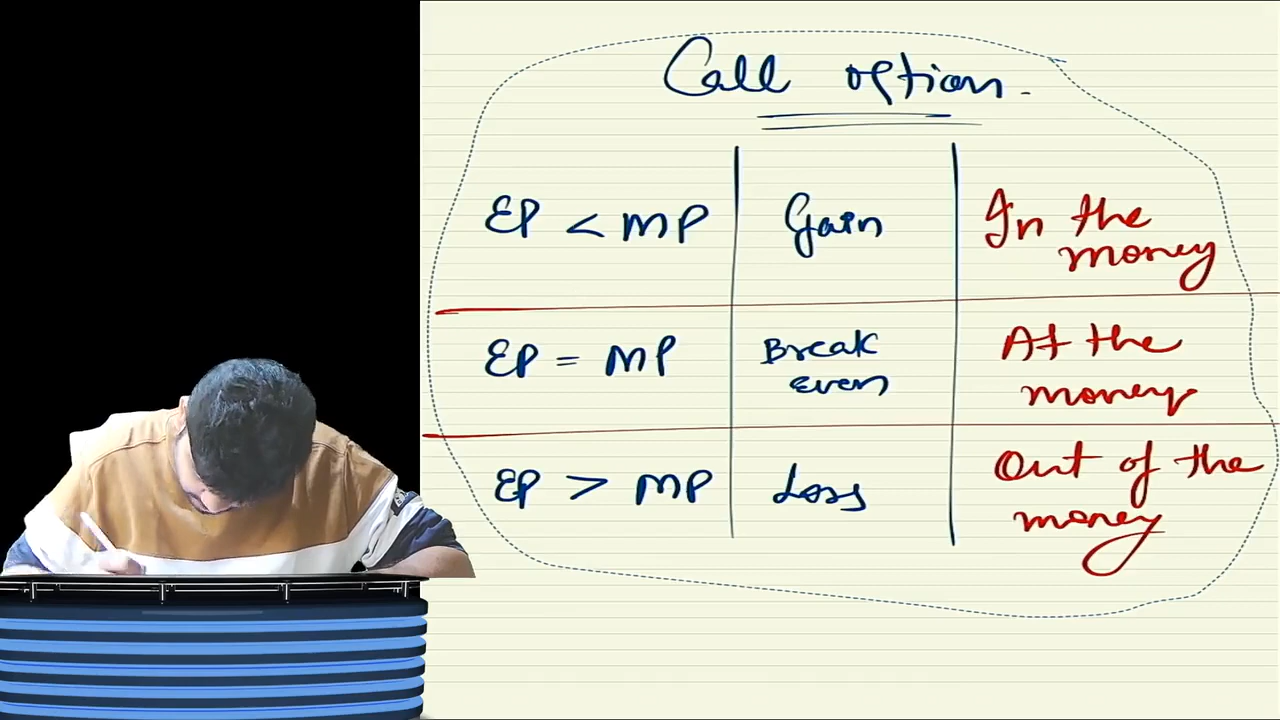 Call option.
EP < MP Gain In the money
EP = MP Break even At the money
EP > MP Loss Out of the money